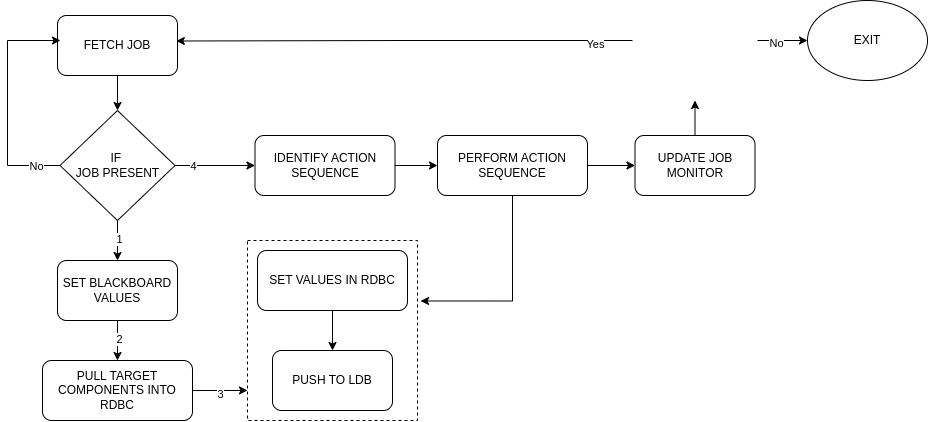 FETCH JOB
Yes
No
EXIT
IF
JOB PRESENT
No
4
IDENTIFY ACTION
SEQUENCE
PERFORM ACTION
SEQUENCE
UPDATE JOB
MONITOR
1
SET BLACKBOARD
VALUES
SET VALUES IN RDBC
2
PULL TARGET
COMPONENTS INTO
RDBC
3
PUSH TO LDB